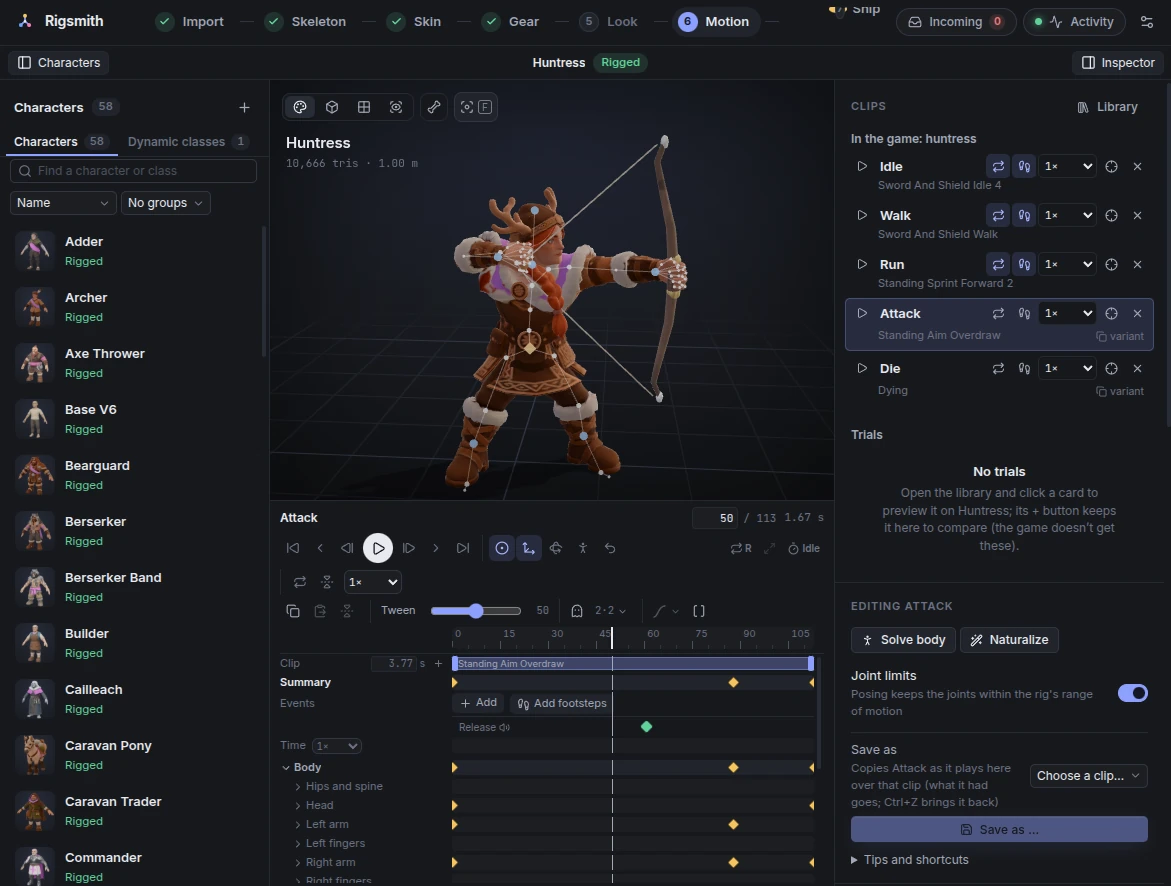 Rigsmith
Import
Skeleton
Skin
Gear
5 Look
6 Motion
Ship
Incoming 0
Activity
Characters
Huntress Rigged
Inspector
Characters 58
Characters 58 Dynamic classes 1
Find a character or class
Name
No groups
Adder
Rigged
Archer
Rigged
Axe Thrower
Rigged
Base V6
Rigged
Bearguard
Rigged
Berserker
Rigged
Berserker Band
Rigged
Builder
Rigged
Cailleach
Rigged
Caravan Pony
Rigged
Caravan Trader
Rigged
Commander
Rigged
F
Huntress
10,666 tris · 1.00 m
Attack
50 / 113 1.67 s
R
Idle
1×
Tween 50 2·2
0 15 30 45 60 75 90 105
Clip 3.77 s + Standing Aim Overdraw
Summary
Events + Add Add footsteps
Release
Time 1×
Body
Hips and spine
Head
Left arm
Left fingers
Right arm
Right fingers
CLIPS
Library
In the game: huntress
Idle 1×
Sword And Shield Idle 4
Walk 1×
Sword And Shield Walk
Run 1×
Standing Sprint Forward 2
Attack 1×
Standing Aim Overdraw variant
Die 1×
Dying variant
Trials
No trials
Open the library and click a card to
preview it on Huntress; its + button keeps
it here to compare (the game doesn't get
these).
EDITING ATTACK
Solve body
Naturalize
Joint limits
Posing keeps the joints within the rig's range
of motion
Save as
Copies Attack as it plays here
over that clip (what it had
goes; Ctrl+Z brings it back)
Choose a clip...
Save as ...
Tips and shortcuts